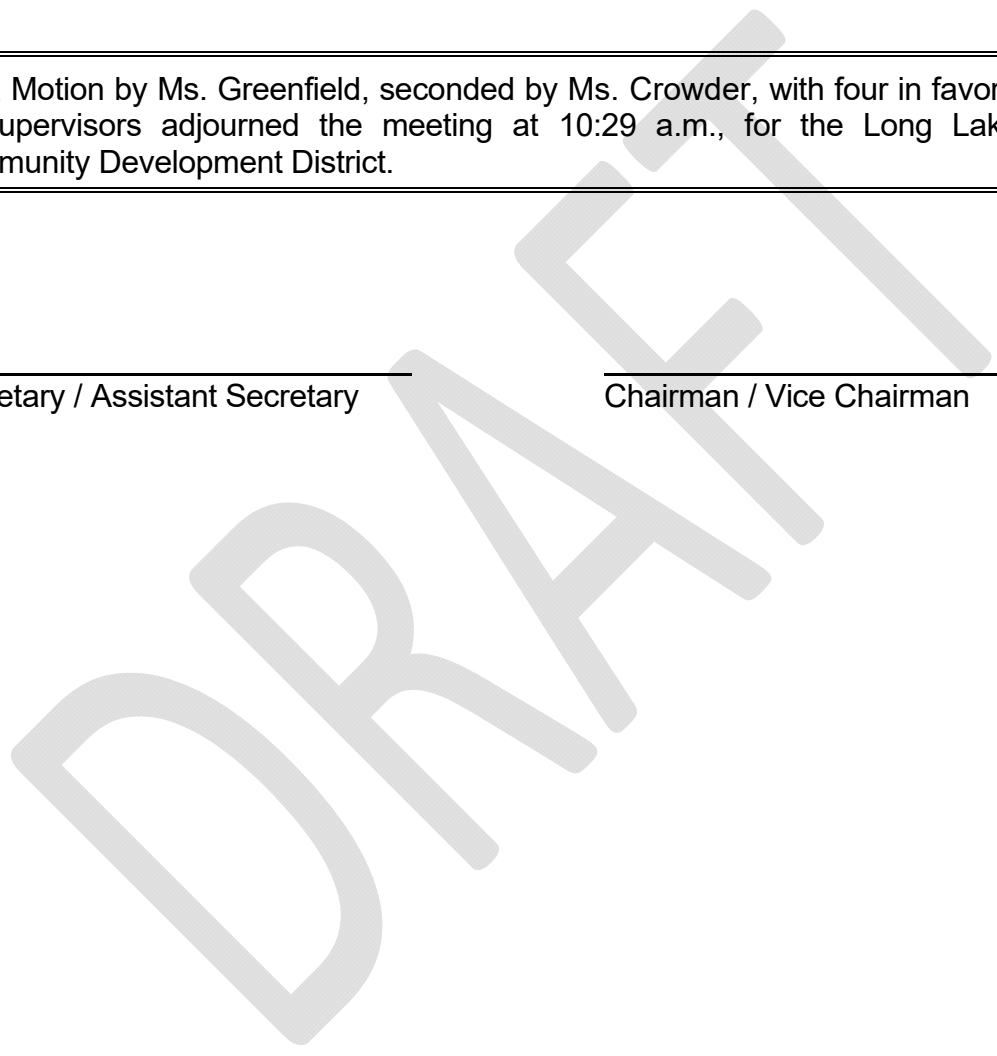 Motion by Ms. Greenfield, seconded by Ms. Crowder, with four in favor
upervisors adjourned the meeting at 10:29 a.m., for the Long Lak
munity Development District.
etary / Assistant Secretary
Chairman / Vice Chairman
DRAFT